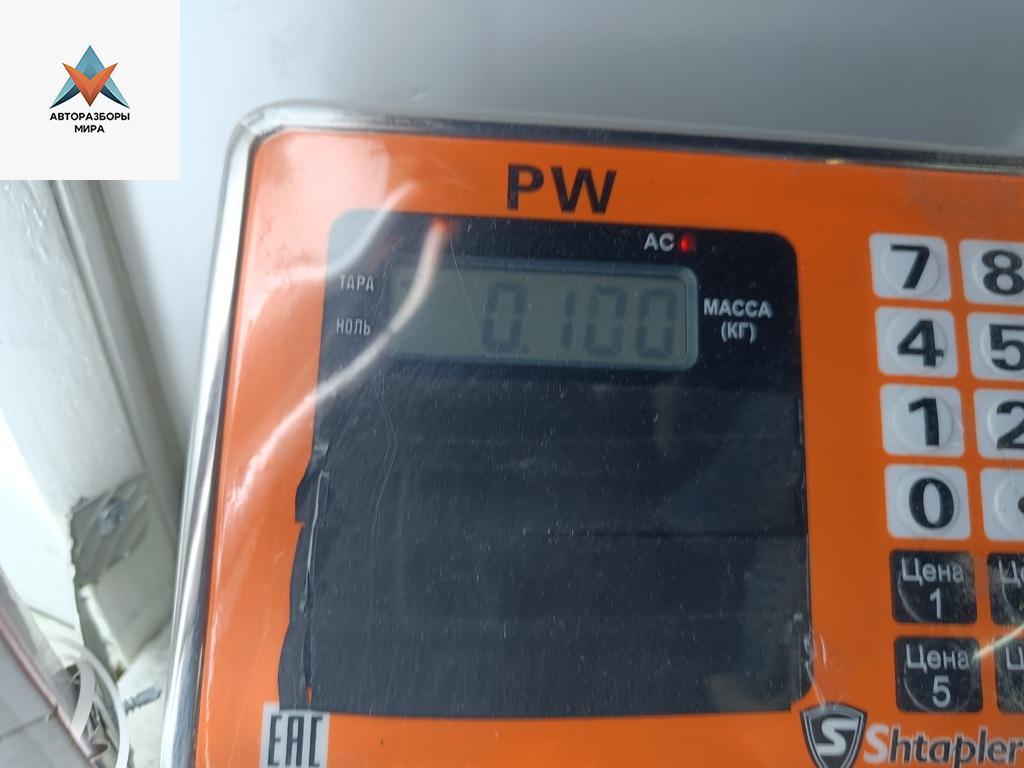 АВТОРАЗБОРЫ
МИРА
PW
AC
ТАРА
НОЛЬ
0.100
МАССА
(КГ)
7 8
4 5
1 2
0
Цена
1
Цена
5
EAC
S Shtapler